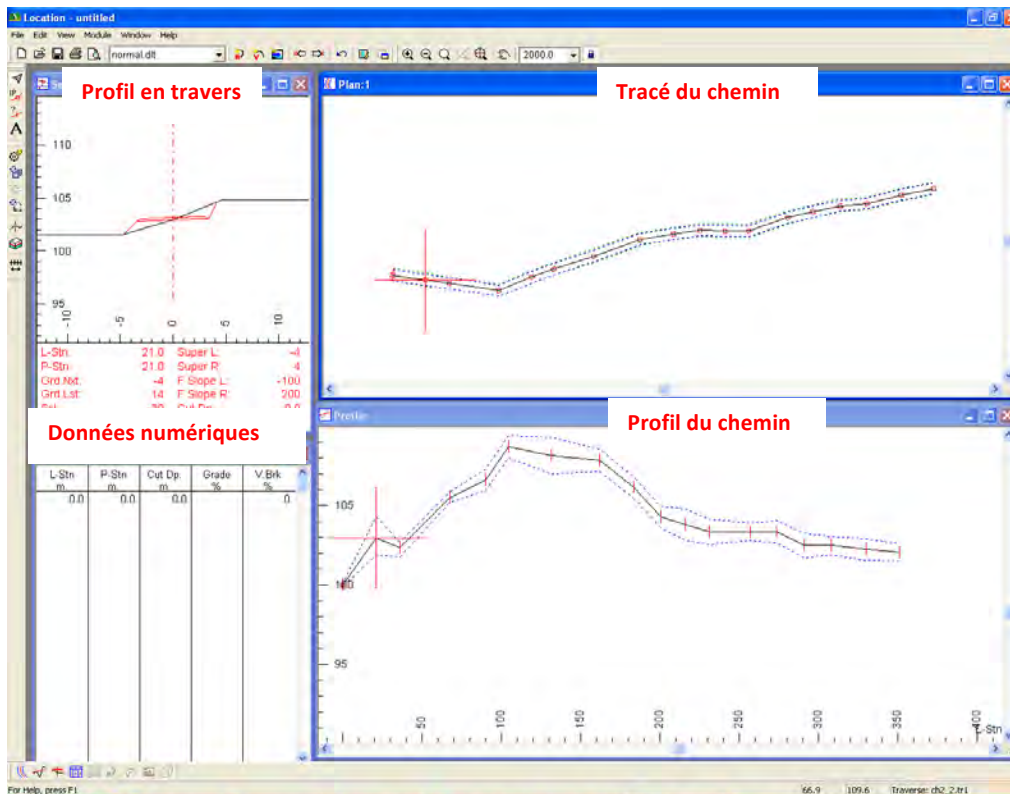 Location - untitled
File Edit View Module Window Help
normal.dlt
2000.0
Profil en travers
110
105
100
95
-10 -5 0 5 10
L-Stn: 21.0 Super L: -4
P-Stn: 21.0 Super R: 4
Grd.Nxt: -4 F Slope L: -100
Grd.Lst: 14 F Slope R: 200
Plan:1
Tracé du chemin
Données numériques
L-Stn P-Stn Cut Dp. Grade V.Brk
m. m. m. % %
0.0 0.0 0.
Profil du chemin
105
100
95
50 100 150 200 250 300 350 400
L-Stn
For Help, press F1
66.9 109.6 Traverse: ch2_2.tr1